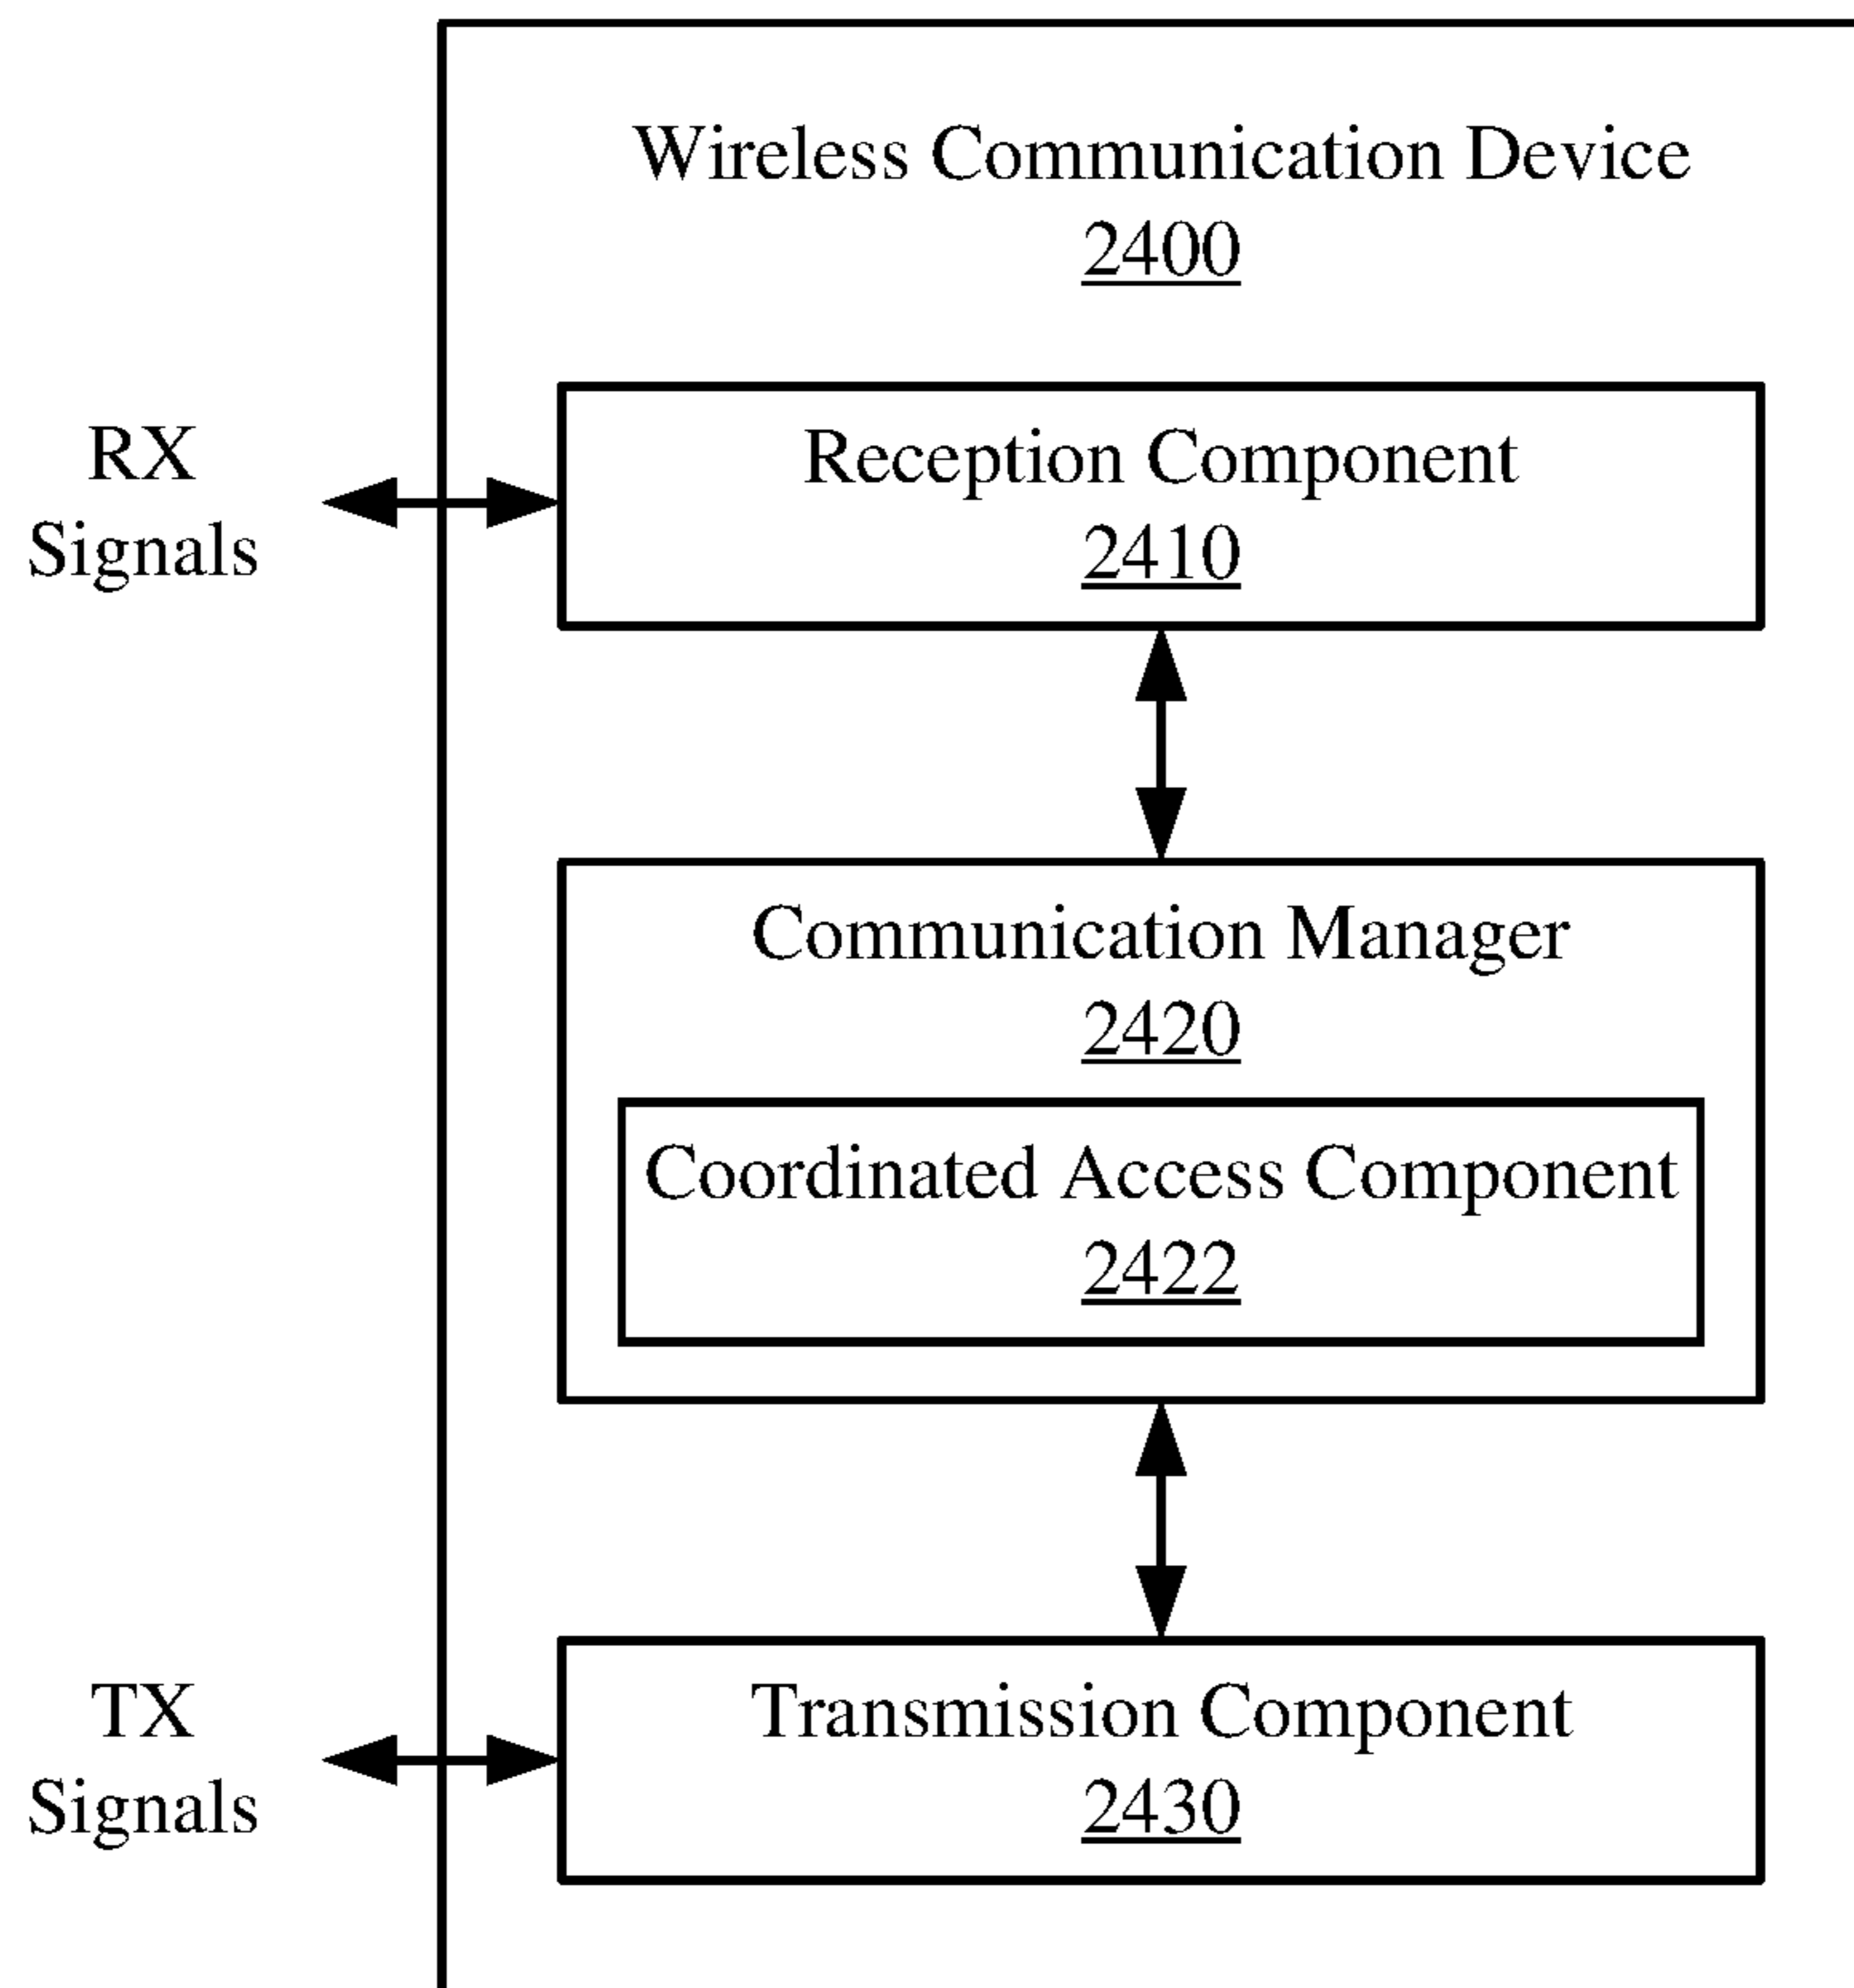 Wireless Communication Device
2400
RX
Signals
Reception Component
2410
Communication Manager
2420
Coordinated Access Component
2422
TX
Signals
Transmission Component
2430